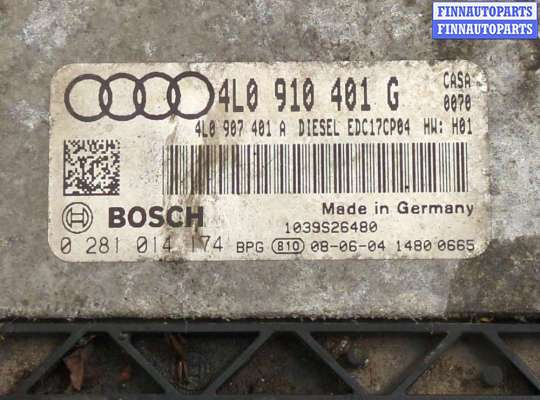 FINNAUTOPARTS
FINNAUTOPARTS
4L0 910 401 G CASA
0070
4L0 907 401 A DIESEL EDC17CP04 HW: H01
Made in Germany
BOSCH
1039S26480
0 281 014 174 BPG 810 08-06-04 1480 0665